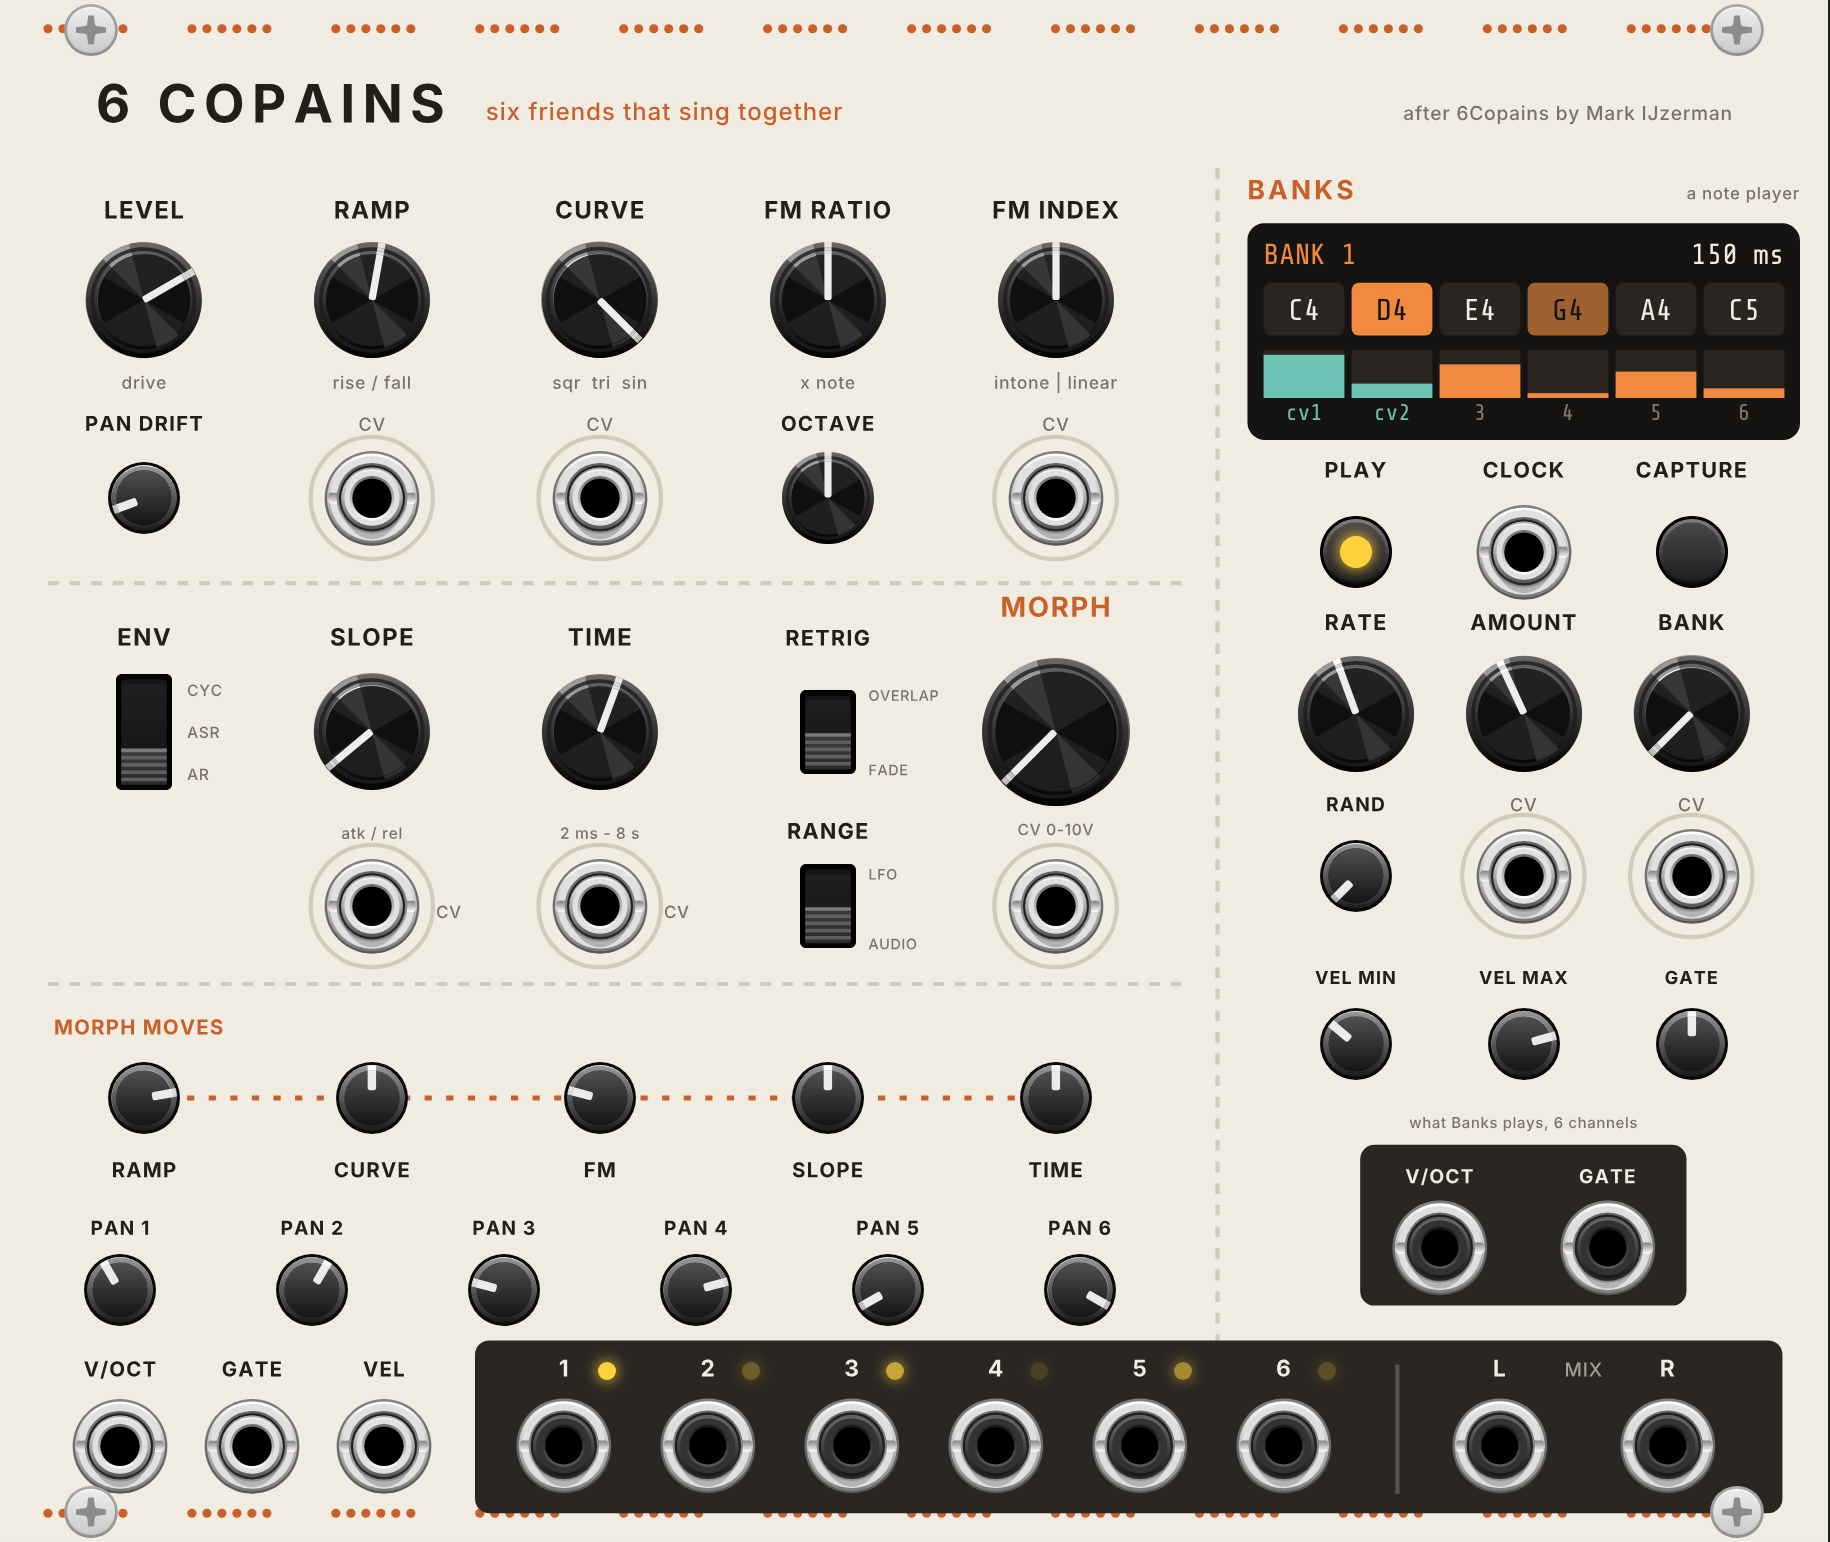 6 COPAINS six friends that sing together after 6Copains by Mark IJzerman
LEVEL RAMP CURVE FM RATIO FM INDEX
drive rise / fall sqr tri sin x note intone | linear
PAN DRIFT CV CV OCTAVE CV
ENV SLOPE TIME RETRIG MORPH
CYC
ASR
AR
OVERLAP
FADE
atk / rel 2 ms - 8 s RANGE CV 0-10V
CV CV
LFO
AUDIO
MORPH MOVES
RAMP CURVE FM SLOPE TIME
PAN 1 PAN 2 PAN 3 PAN 4 PAN 5 PAN 6
BANKS a note player
BANK 1 150 ms
C4 D4 E4 G4 A4 C5
cv1 cv2 3 4 5 6
PLAY CLOCK CAPTURE
RATE AMOUNT BANK
RAND CV CV
VEL MIN VEL MAX GATE
what Banks plays, 6 channels
V/OCT GATE
V/OCT GATE VEL 1 2 3 4 5 6 L MIX R